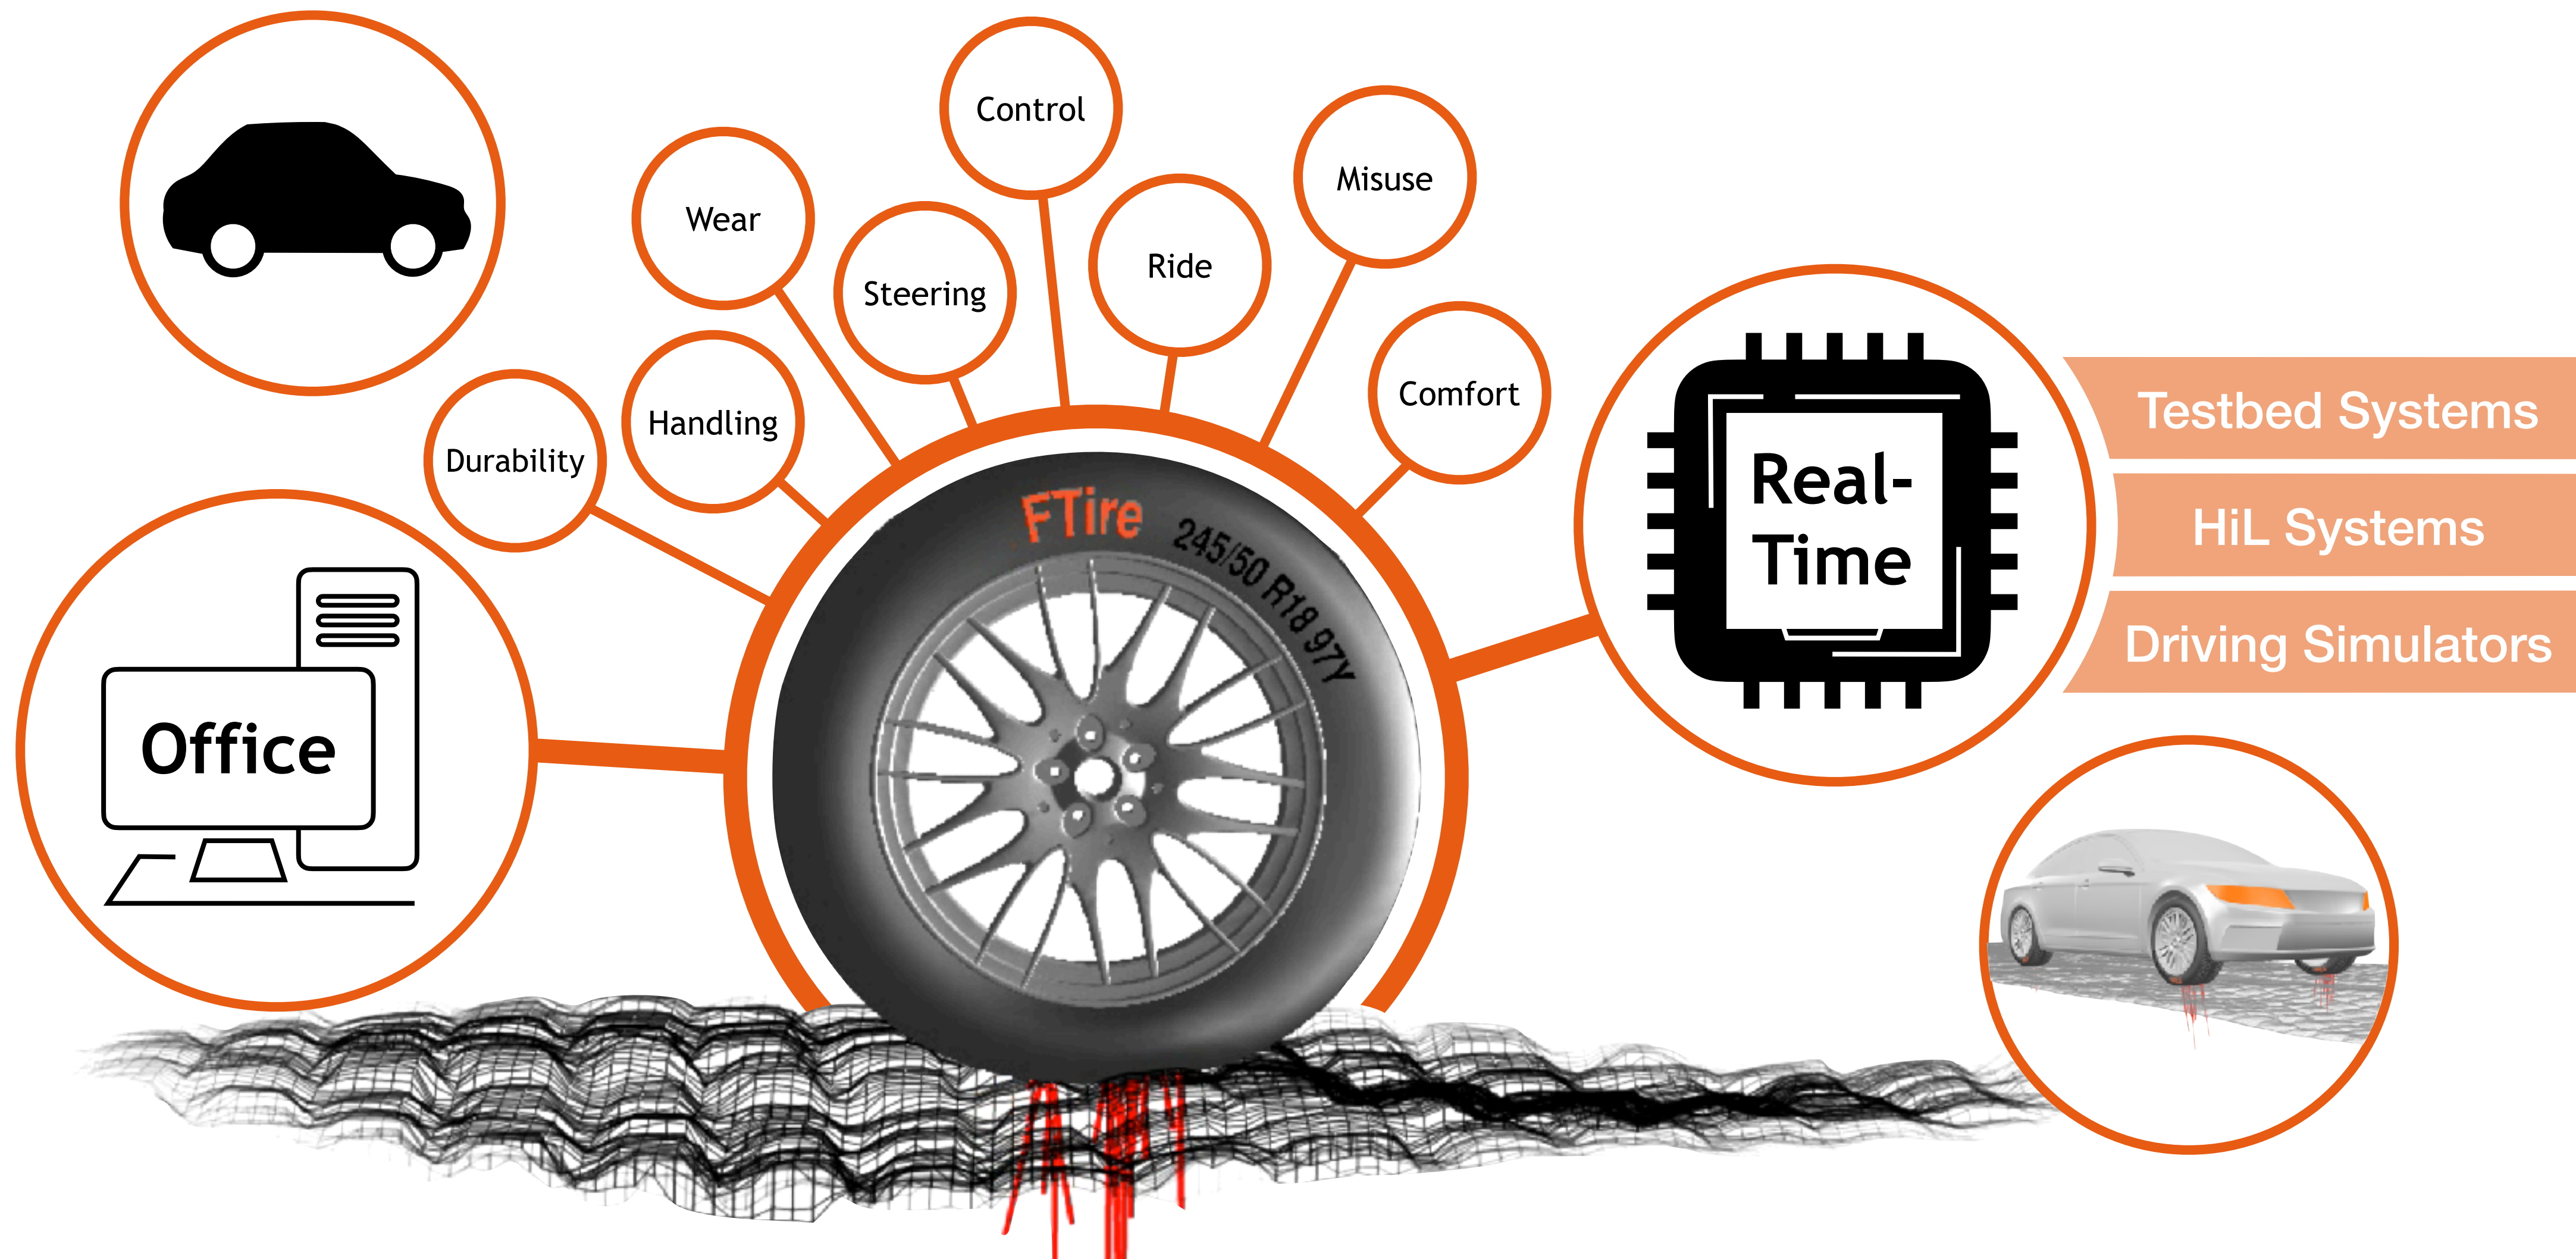 Control
Misuse
Wear
Ride
Steering
Comfort
Handling
Durability
FTire
245/50 R18 97Y
Office
Real-
Time
Testbed Systems
HiL Systems
Driving Simulators